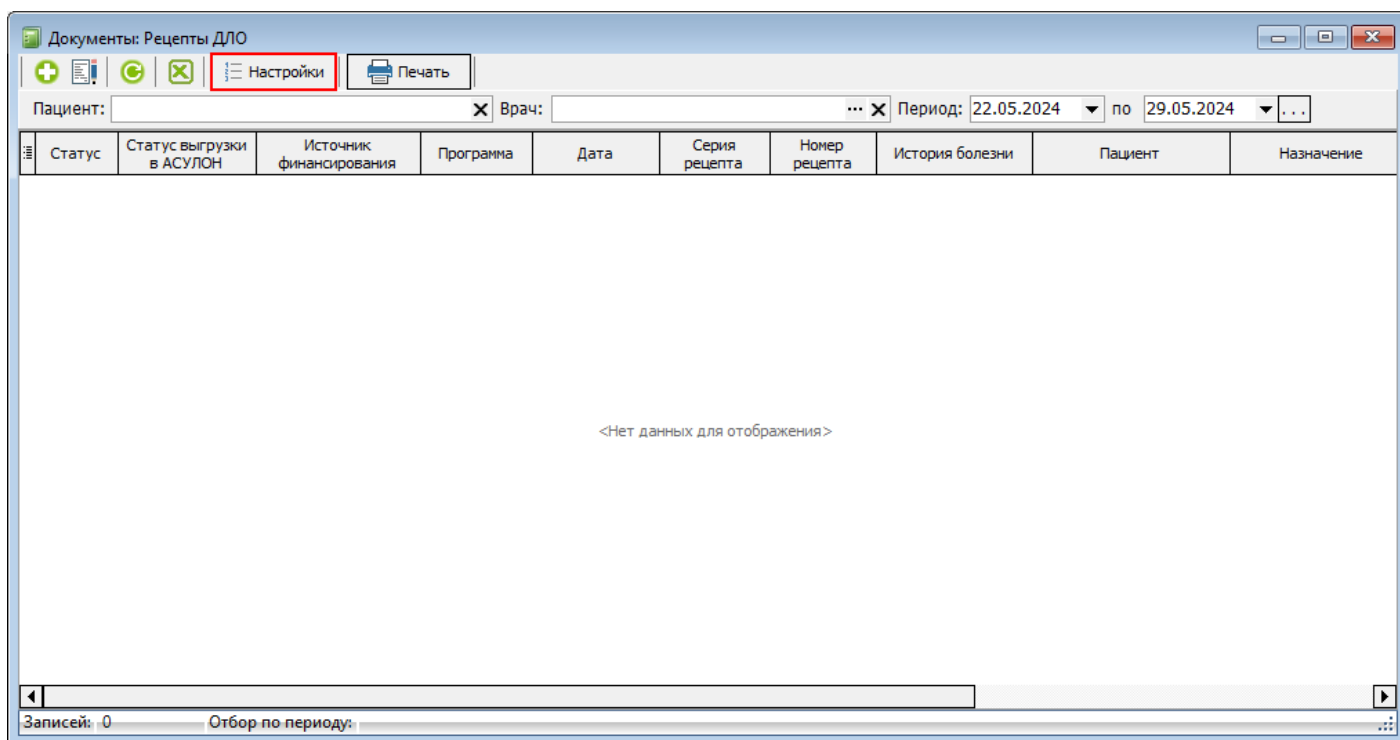 Документы: Рецепты ДЛО
Настройки Печать
Пациент: Врач: ... Период: 22.05.2024 по 29.05.2024 ...
Статус Статус выгрузки в АСУЛОН Источник финансирования Программа Дата Серия рецепта Номер рецепта История болезни Пациент Назначение
<Нет данных для отображения>
Записей: 0 Отбор по периоду: